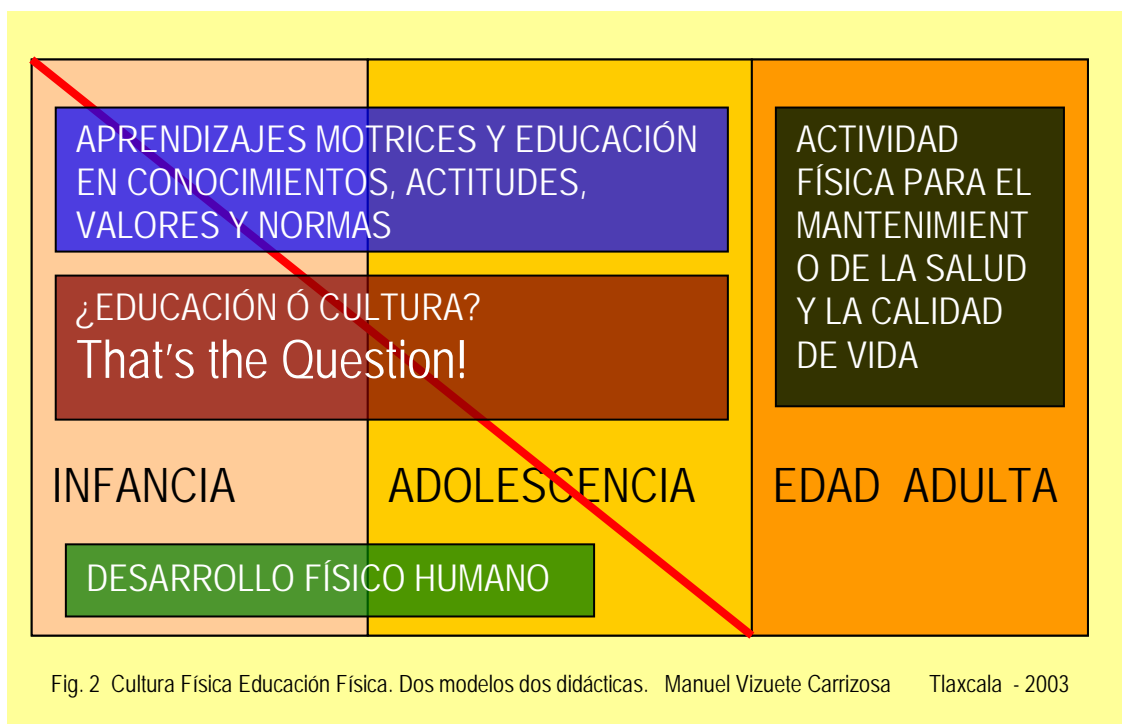 APRENDIZAJES MOTRICES Y EDUCACIÓN
EN CONOCIMIENTOS, ACTITUDES,
VALORES Y NORMAS
¿EDUCACIÓN Ó CULTURA?
That's the Question!
ACTIVIDAD
FÍSICA PARA EL
MANTENIMIENT
O DE LA SALUD
Y LA CALIDAD
DE VIDA
INFANCIA
ADOLESCENCIA
EDAD ADULTA
DESARROLLO FÍSICO HUMANO
Fig. 2 Cultura Física Educación Física. Dos modelos dos didácticas. Manuel Vizuete Carrizosa Tlaxcala - 2003